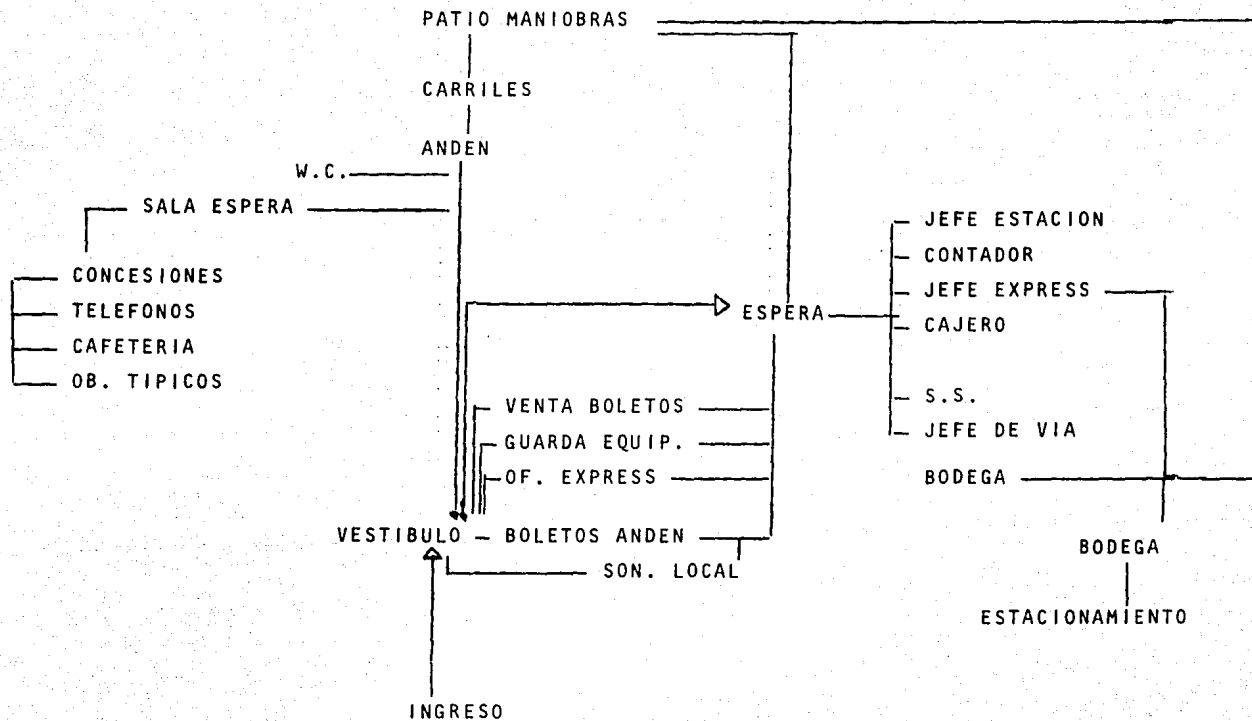 PATIO MANIOBRAS
CARRILES
ANDEN
W.C.
SALA ESPERA
CONCESIONES
TELEFONOS
CAFETERIA
OB. TIPICOS
ESPERA
JEFE ESTACION
CONTADOR
JEFE EXPRESS
CAJERO
S.S.
JEFE DE VIA
BODEGA
VENTA BOLETOS
GUARDA EQUIP.
OF. EXPRESS
VESTIBULO – BOLETOS ANDEN
SON. LOCAL
BODEGA
ESTACIONAMIENTO
INGRESO